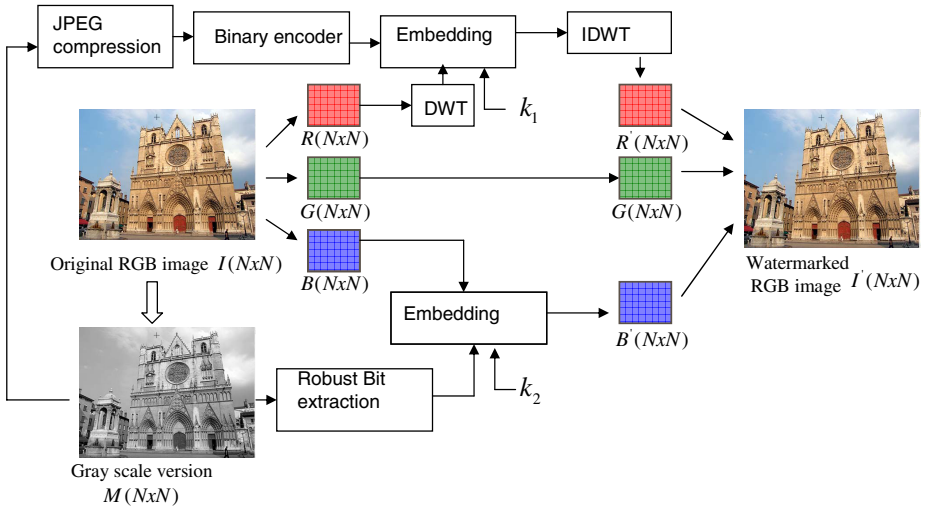 JPEG
compression
Binary encoder
Embedding
IDWT
DWT
k₁
R(NxN)
R'(NxN)
G(NxN)
G(NxN)
Original RGB image I(NxN)
B(NxN)
Watermarked
RGB image I'(NxN)
Embedding
B'(NxN)
Robust Bit
extraction
k₂
Gray scale version
M(NxN)